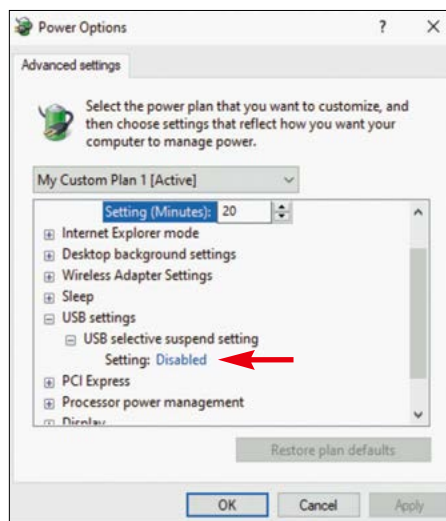 Power Options
?
X
Advanced settings
Select the power plan that you want to customize, and
then choose settings that reflect how you want your
computer to manage power.
My Custom Plan 1 [Active]
Setting (Minutes): 20
Internet Explorer mode
Desktop background settings
Wireless Adapter Settings
Sleep
USB settings
USB selective suspend setting
Setting: Disabled
PCI Express
Processor power management
Display
Restore plan defaults
OK Cancel Apply